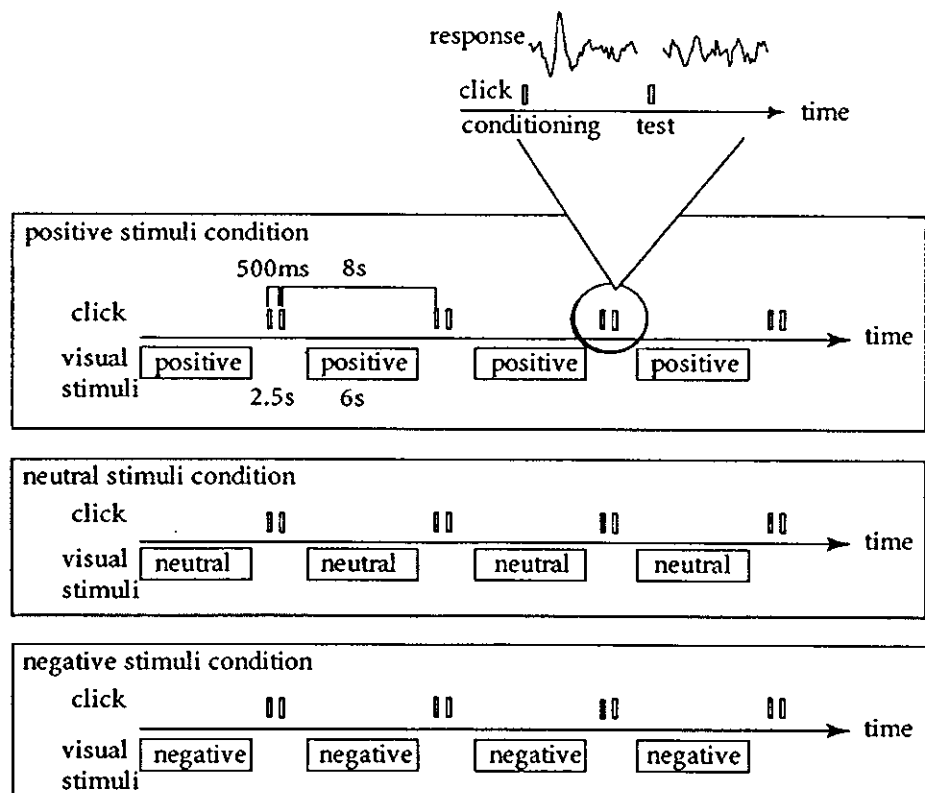 response
click
time
conditioning test
positive stimuli condition
500ms 8s
click
time
visual stimuli
positive positive positive positive
2.5s 6s
neutral stimuli condition
click
time
visual stimuli
neutral neutral neutral neutral
negative stimuli condition
click
time
visual stimuli
negative negative negative negative